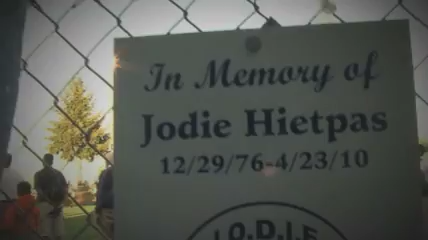 In Memory of
Jodie Hietpas
12/29/76-4/23/10
J.O.D.I.E